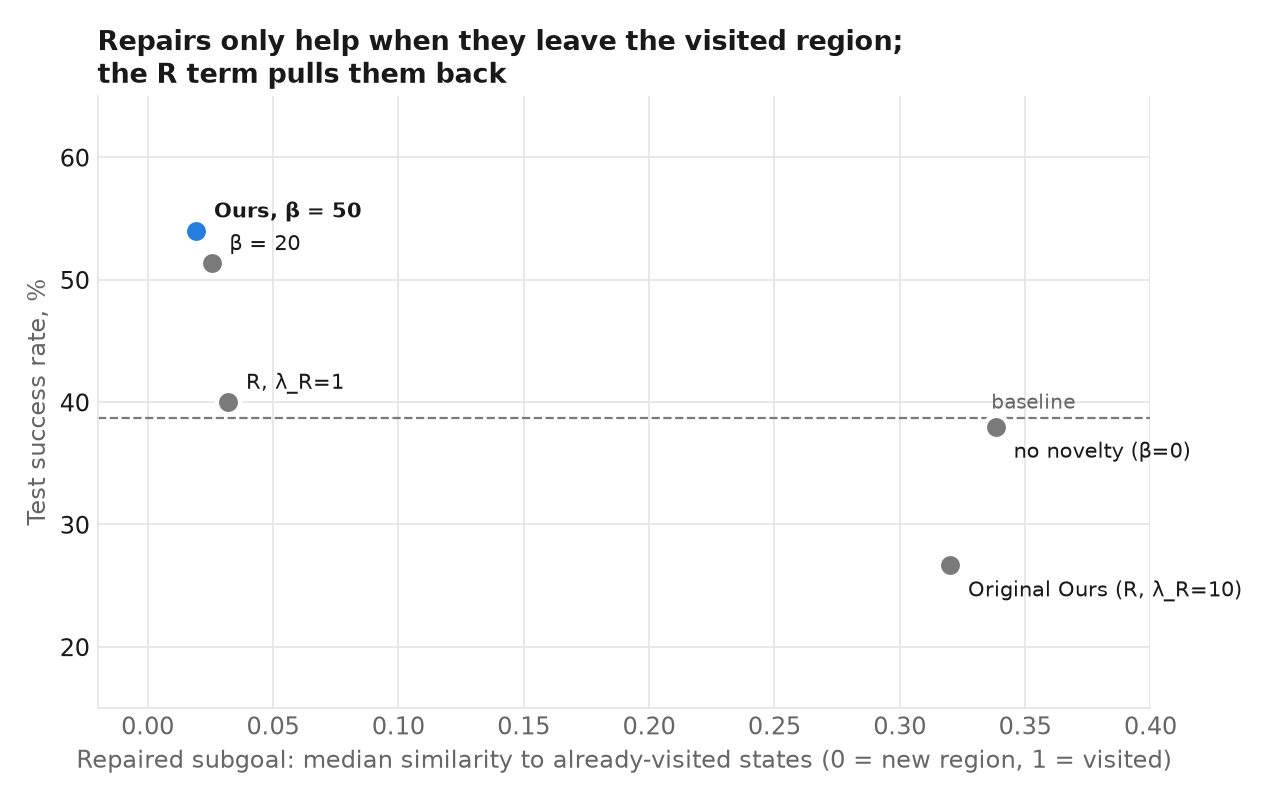 Repairs only help when they leave the visited region;
the R term pulls them back
Test success rate, %
60
50
40
30
20
Ours, β = 50
β = 20
R, λ_R=1
baseline
no novelty (β=0)
Original Ours (R, λ_R=10)
0.00 0.05 0.10 0.15 0.20 0.25 0.30 0.35 0.40
Repaired subgoal: median similarity to already-visited states (0 = new region, 1 = visited)